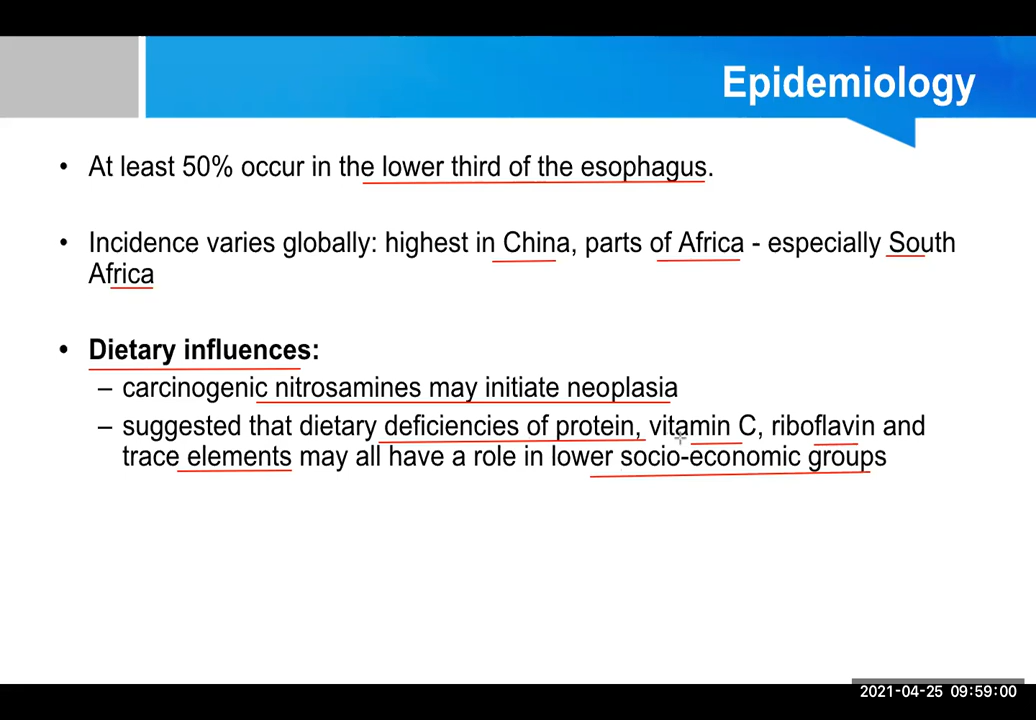 Epidemiology
• At least 50% occur in the lower third of the esophagus.
• Incidence varies globally: highest in China, parts of Africa - especially South
Africa
• Dietary influences:
– carcinogenic nitrosamines may initiate neoplasia
– suggested that dietary deficiencies of protein, vitamin C, riboflavin and
trace elements may all have a role in lower socio-economic groups
2021-04-25 09:59:00